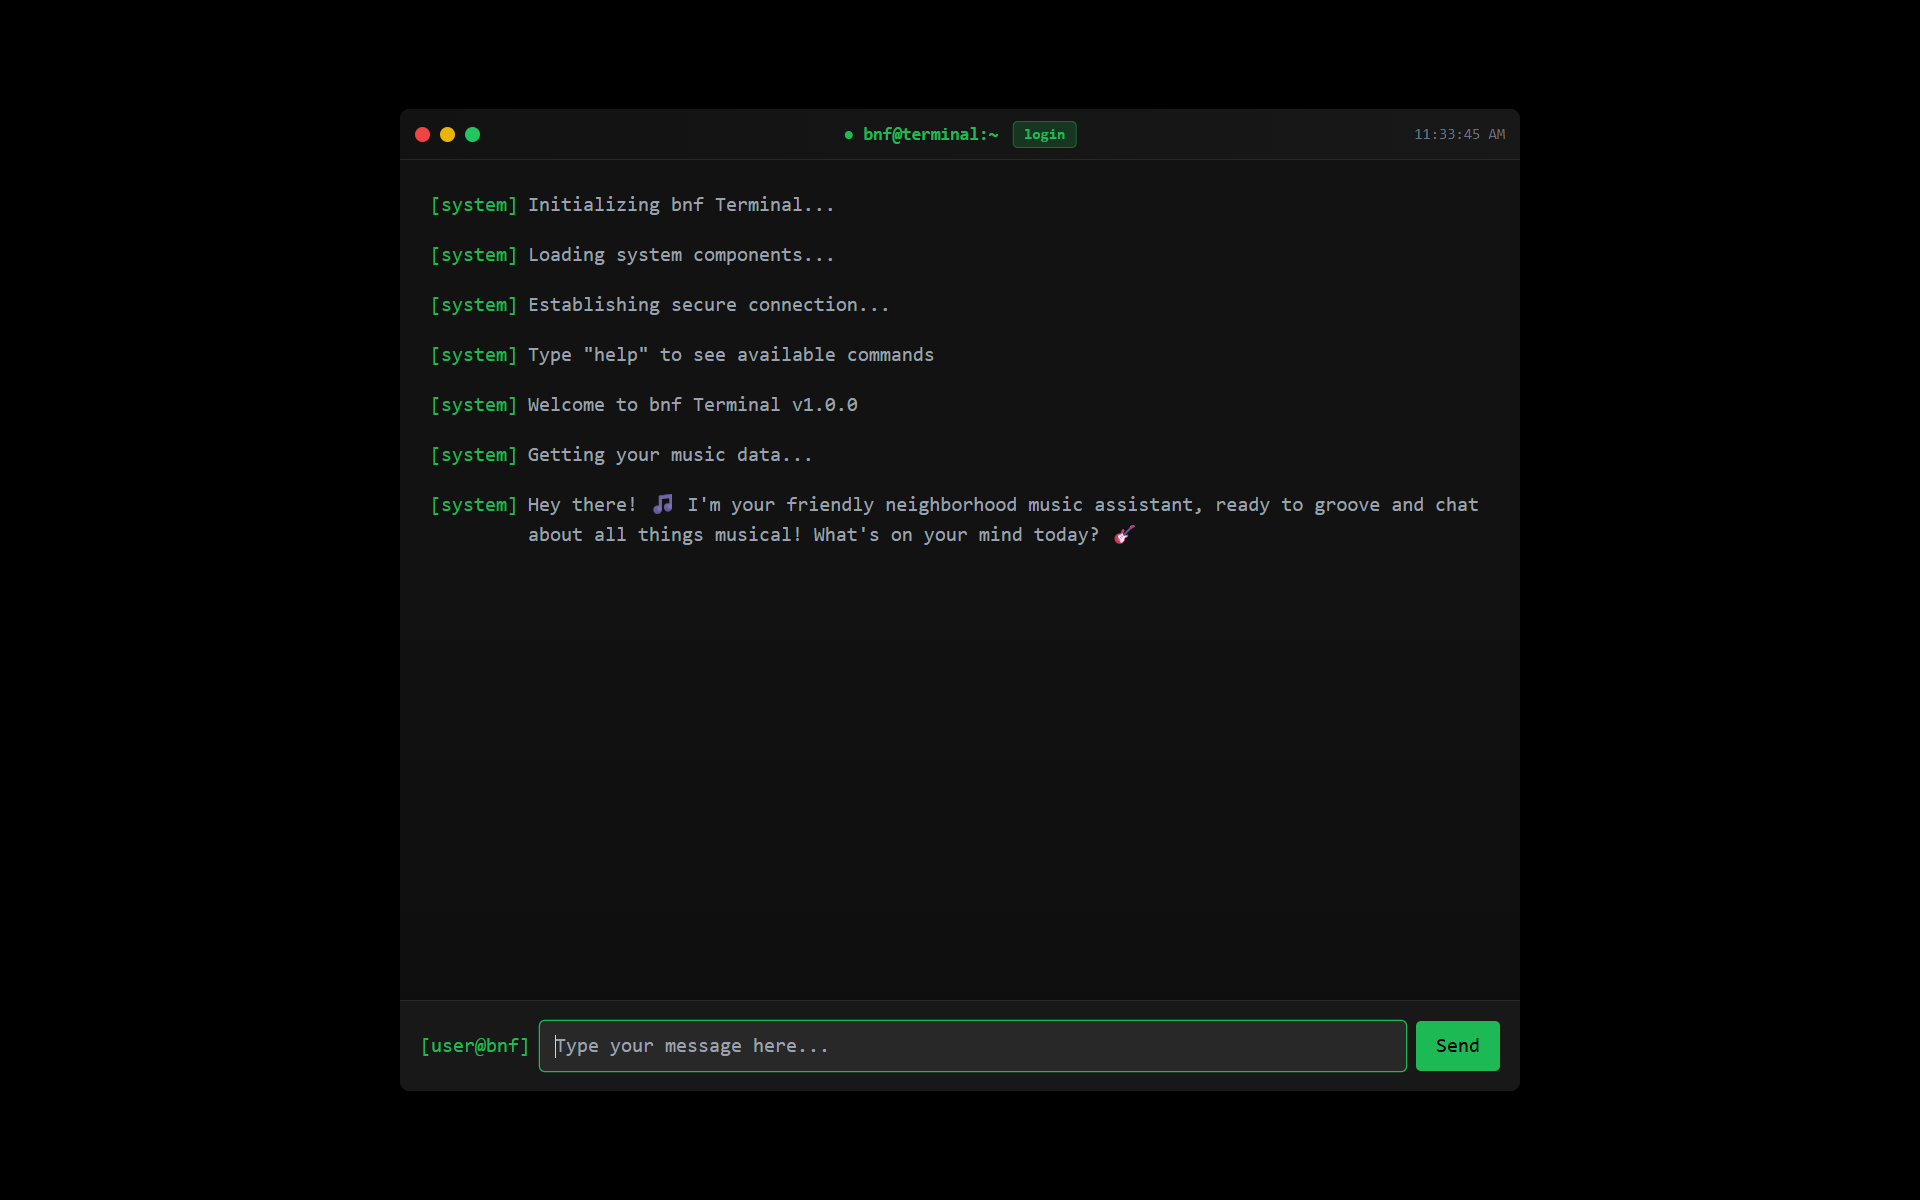 bnf@terminal:~ login 11:33:45 AM
[system] Initializing bnf Terminal...
[system] Loading system components...
[system] Establishing secure connection...
[system] Type "help" to see available commands
[system] Welcome to bnf Terminal v1.0.0
[system] Getting your music data...
[system] Hey there! 🎵 I'm your friendly neighborhood music assistant, ready to groove and chat
about all things musical! What's on your mind today? 🎸
[user@bnf] Type your message here... Send